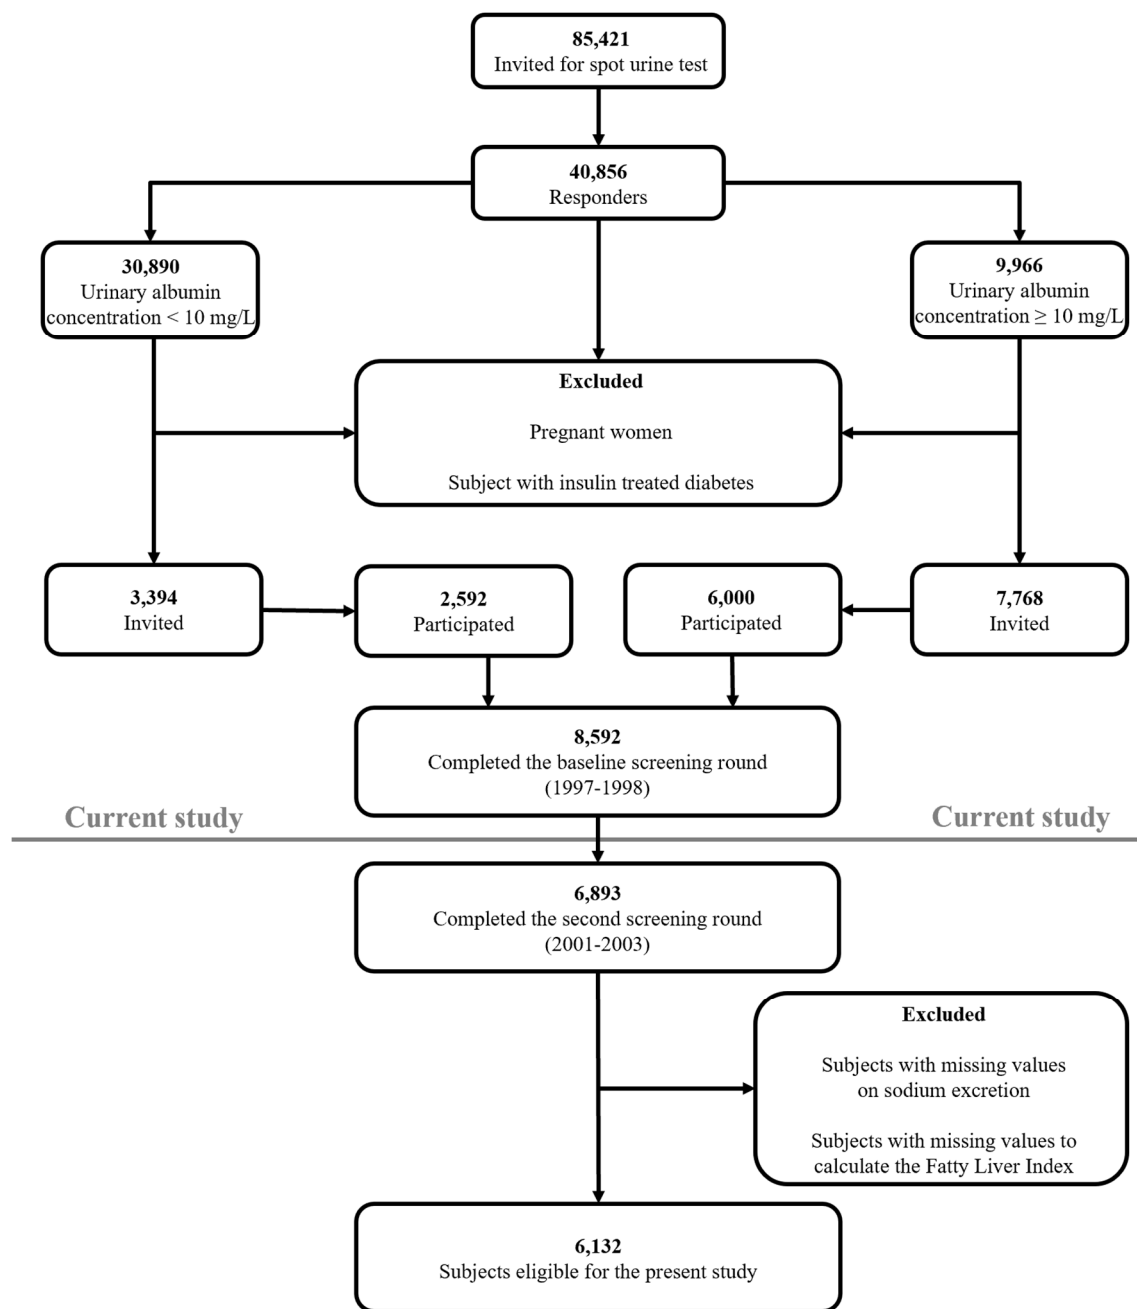 85,421
Invited for spot urine test
40,856
Responders
30,890
Urinary albumin
concentration < 10 mg/L
9,966
Urinary albumin
concentration ≥ 10 mg/L
Excluded
Pregnant women
Subject with insulin treated diabetes
3,394
Invited
2,592
Participated
6,000
Participated
7,768
Invited
8,592
Completed the baseline screening round
(1997-1998)
Current study
Current study
6,893
Completed the second screening round
(2001-2003)
Excluded
Subjects with missing values
on sodium excretion
Subjects with missing values to
calculate the Fatty Liver Index
6,132
Subjects eligible for the present study